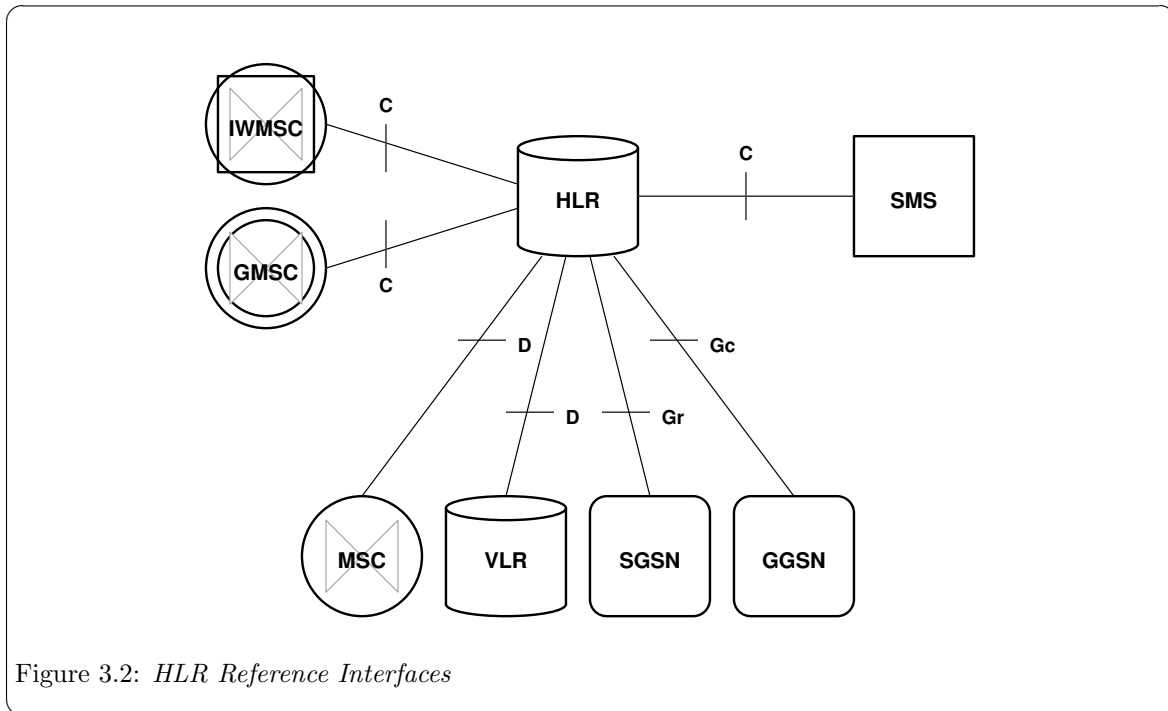 C
IWMSC
C
HLR
SMS
GMSC
C
D
Gc
D
Gr
MSC
VLR
SGSN
GGSN
Figure 3.2: HLR Reference Interfaces